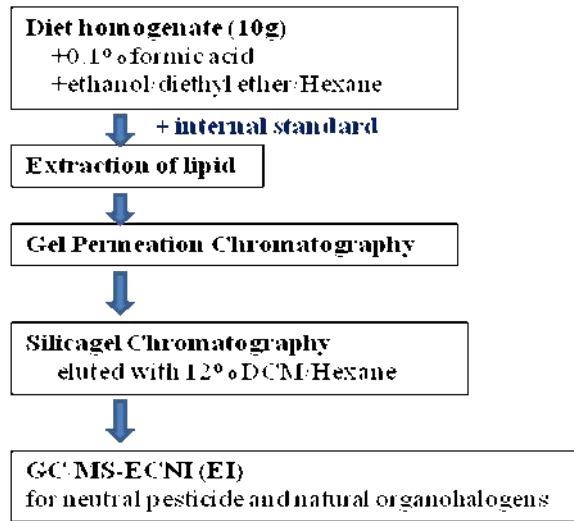 Diet homogenate (10g)
+0.1% formic acid
+ethanol/diethyl ether/Hexane
+ internal standard
Extraction of lipid
Gel Permeation Chromatography
Silicagel Chromatography
eluted with 12% DCM/Hexane
GC/MS-ECNI (EI)
for neutral pesticide and natural organohalogens